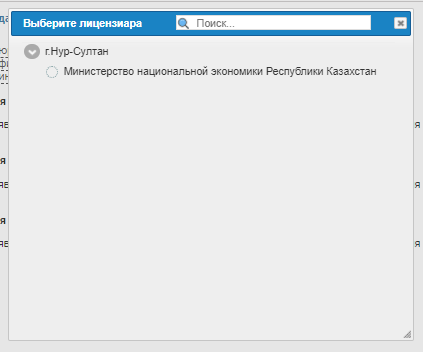 Выберите лицензиара
Поиск...
г.Нур-Султан
Министерство национальной экономики Республики Казахстан